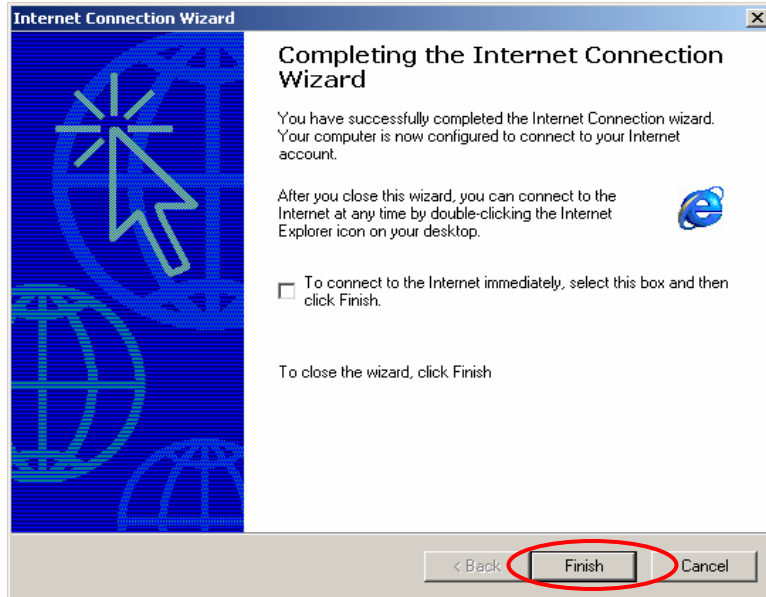 Internet Connection Wizard
Completing the Internet Connection
Wizard
You have successfully completed the Internet Connection wizard.
Your computer is now configured to connect to your Internet
account.
After you close this wizard, you can connect to the
Internet at any time by double-clicking the Internet
Explorer icon on your desktop.
To connect to the Internet immediately, select this box and then
click Finish.
To close the wizard, click Finish
< Back Finish Cancel